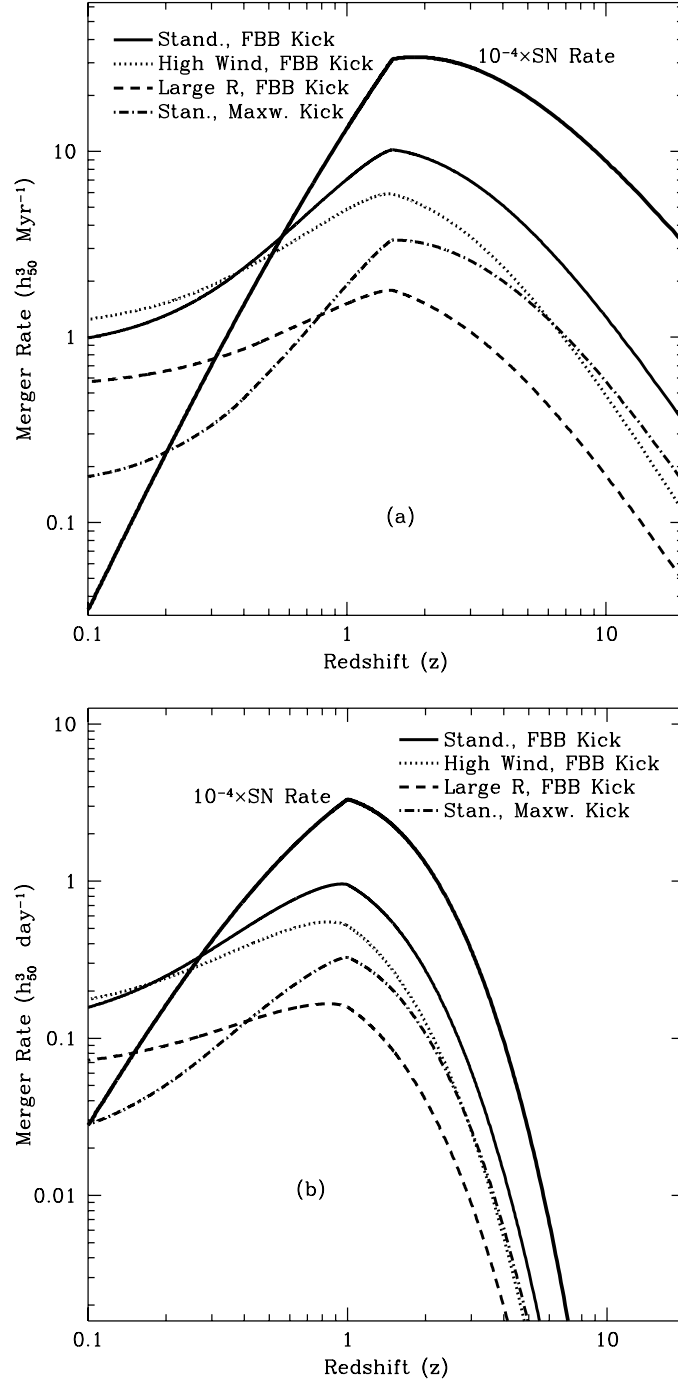 Stand., FBB Kick
High Wind, FBB Kick
Large R, FBB Kick
Stan., Maxw. Kick
10⁻⁴×SN Rate
10
1
0.1
Merger Rate (h³₅₀ Myr⁻¹)
(a)
0.1
1
10
Redshift (z)
Stand., FBB Kick
High Wind, FBB Kick
Large R, FBB Kick
Stan., Maxw. Kick
10⁻⁴×SN Rate
10
1
0.1
0.01
Merger Rate (h³₅₀ day⁻¹)
(b)
0.1
1
10
Redshift (z)